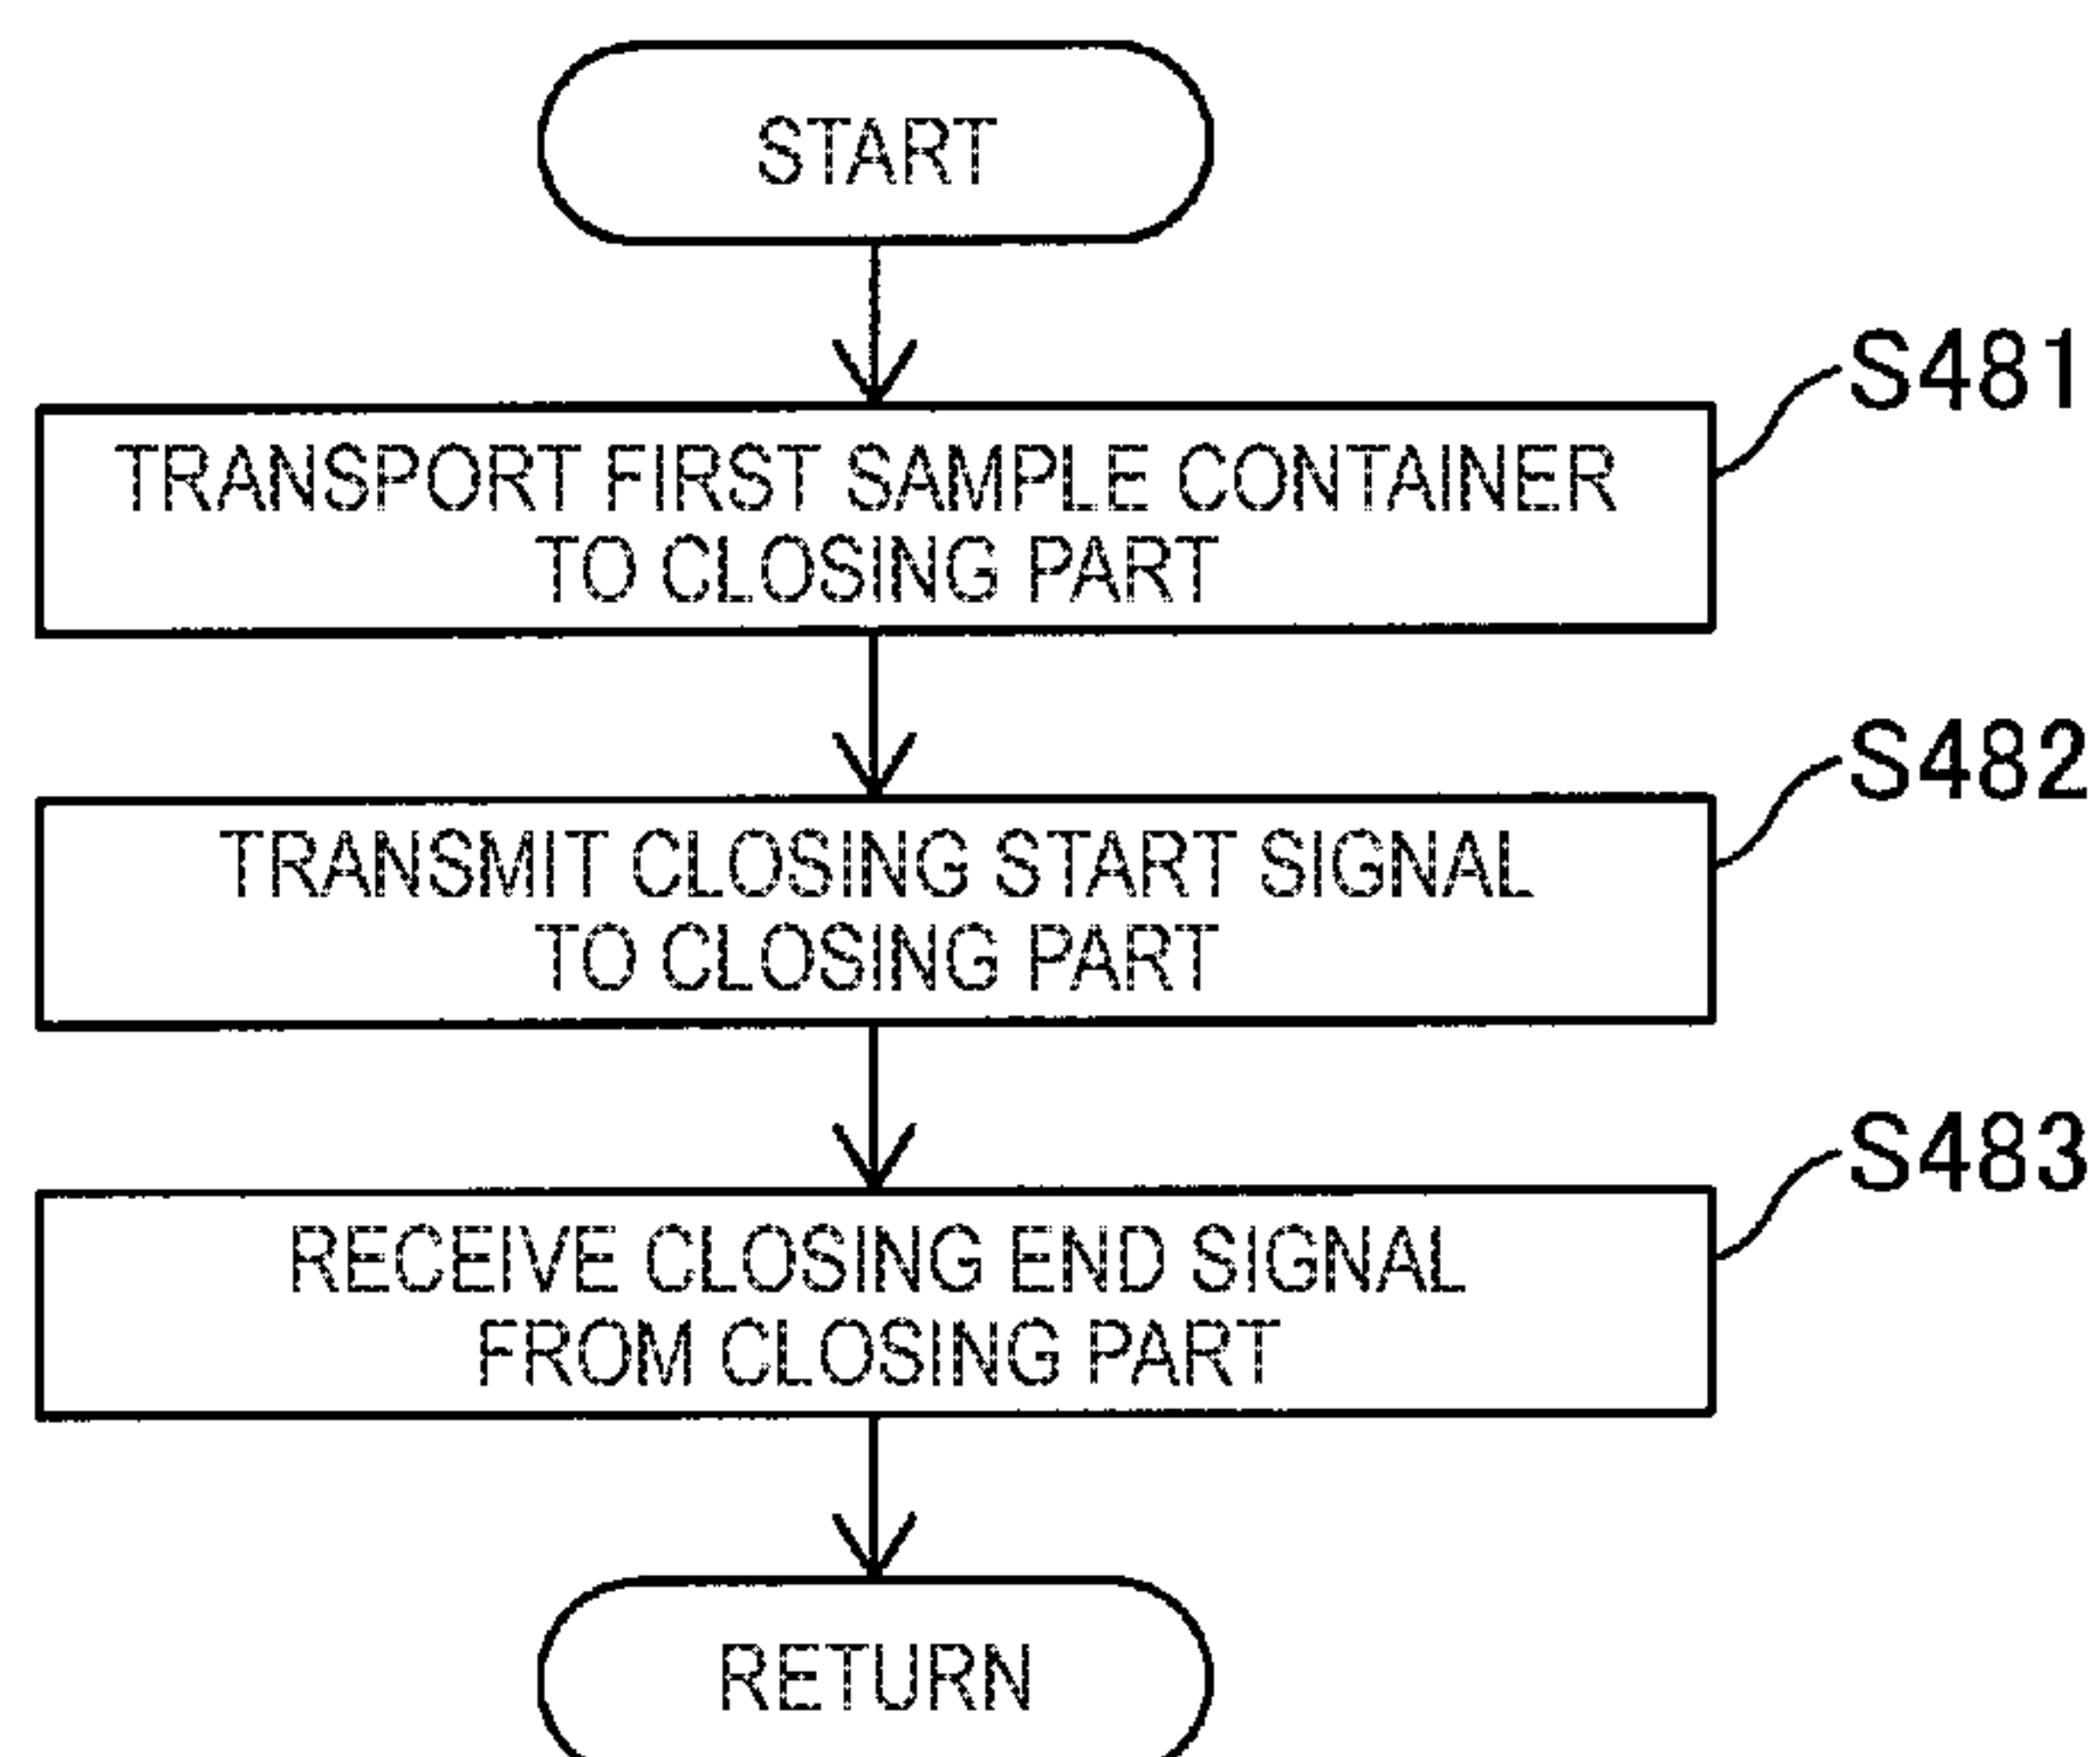 START
S481
TRANSPORT FIRST SAMPLE CONTAINER
TO CLOSING PART
S482
TRANSMIT CLOSING START SIGNAL
TO CLOSING PART
S483
RECEIVE CLOSING END SIGNAL
FROM CLOSING PART
RETURN